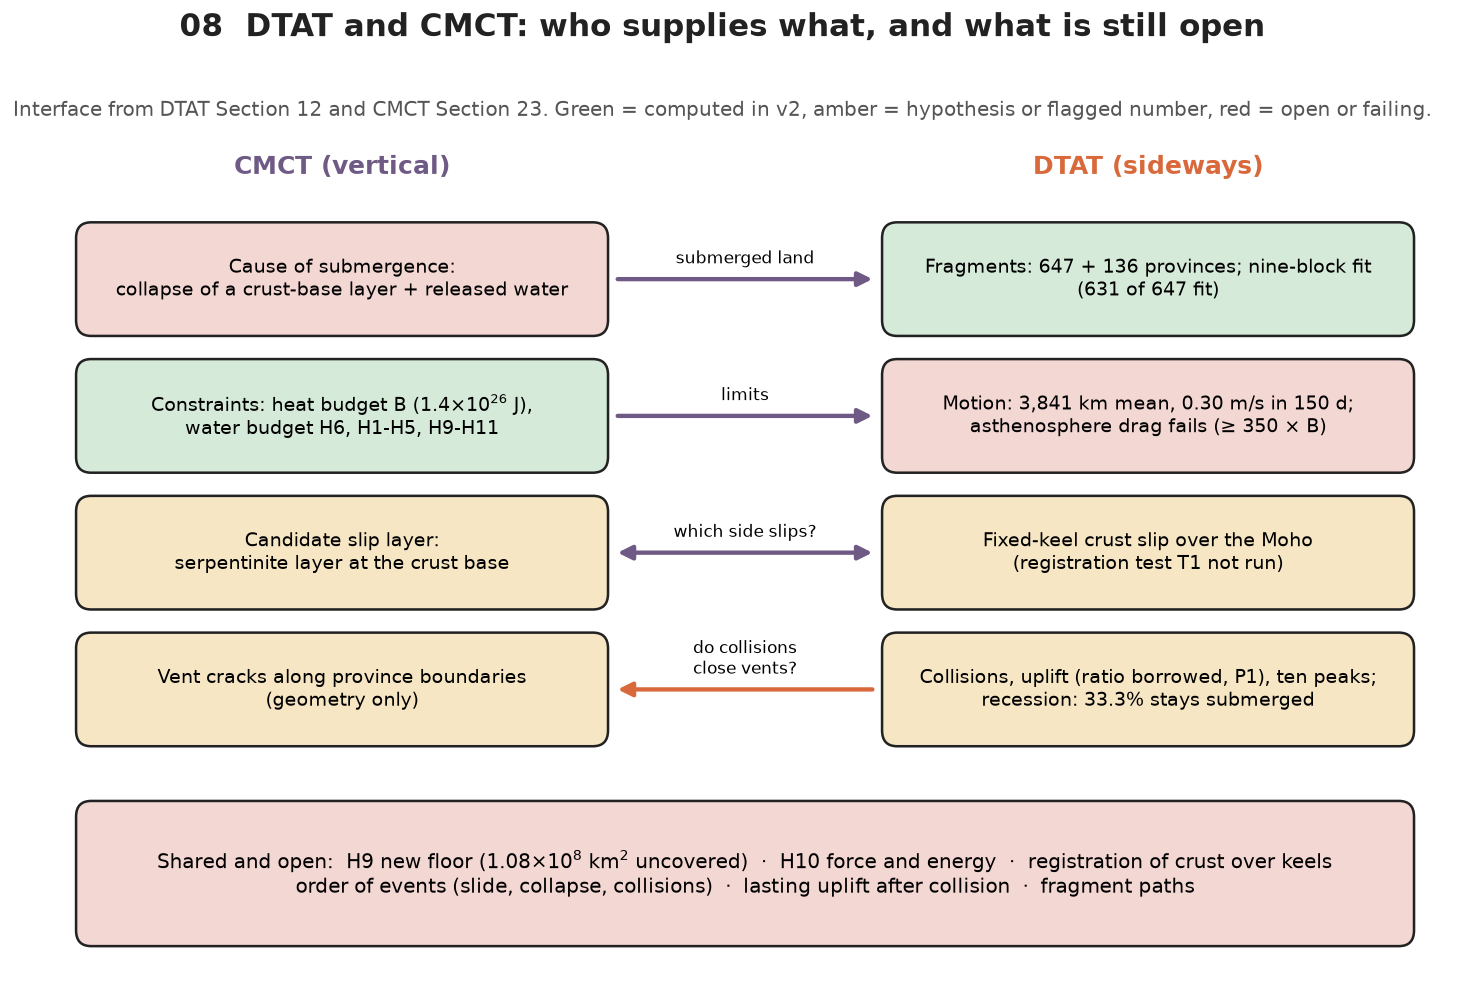 08 DTAT and CMCT: who supplies what, and what is still open
Interface from DTAT Section 12 and CMCT Section 23. Green = computed in v2, amber = hypothesis or flagged number, red = open or failing.
CMCT (vertical)
DTAT (sideways)
Cause of submergence:
collapse of a crust-base layer + released water
submerged land
Fragments: 647 + 136 provinces; nine-block fit
(631 of 647 fit)
Constraints: heat budget B (1.4×10²⁶ J),
water budget H6, H1-H5, H9-H11
limits
Motion: 3,841 km mean, 0.30 m/s in 150 d;
asthenosphere drag fails (≥ 350 × B)
Candidate slip layer:
serpentinite layer at the crust base
which side slips?
Fixed-keel crust slip over the Moho
(registration test T1 not run)
Vent cracks along province boundaries
(geometry only)
do collisions
close vents?
Collisions, uplift (ratio borrowed, P1), ten peaks;
recession: 33.3% stays submerged
Shared and open: H9 new floor (1.08×10⁸ km² uncovered) · H10 force and energy · registration of crust over keels
order of events (slide, collapse, collisions) · lasting uplift after collision · fragment paths